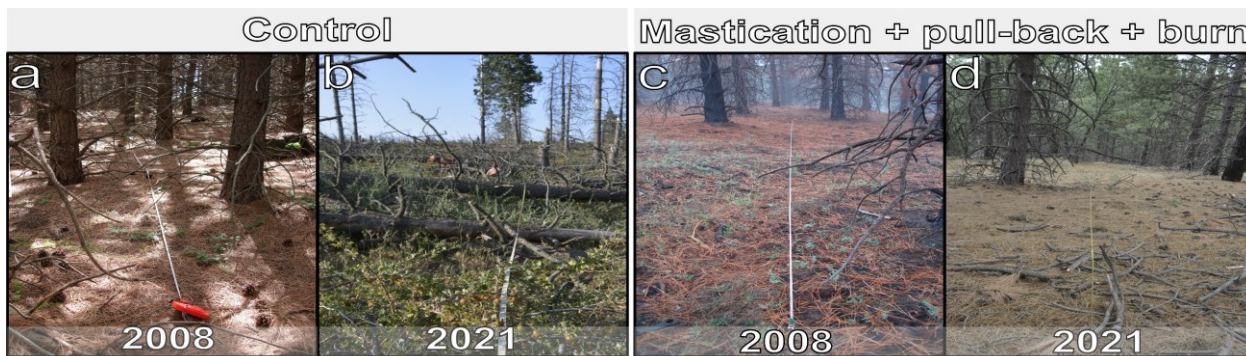 Control
Mastication + pull-back + burn
a
b
c
d
2008
2021
2008
2021